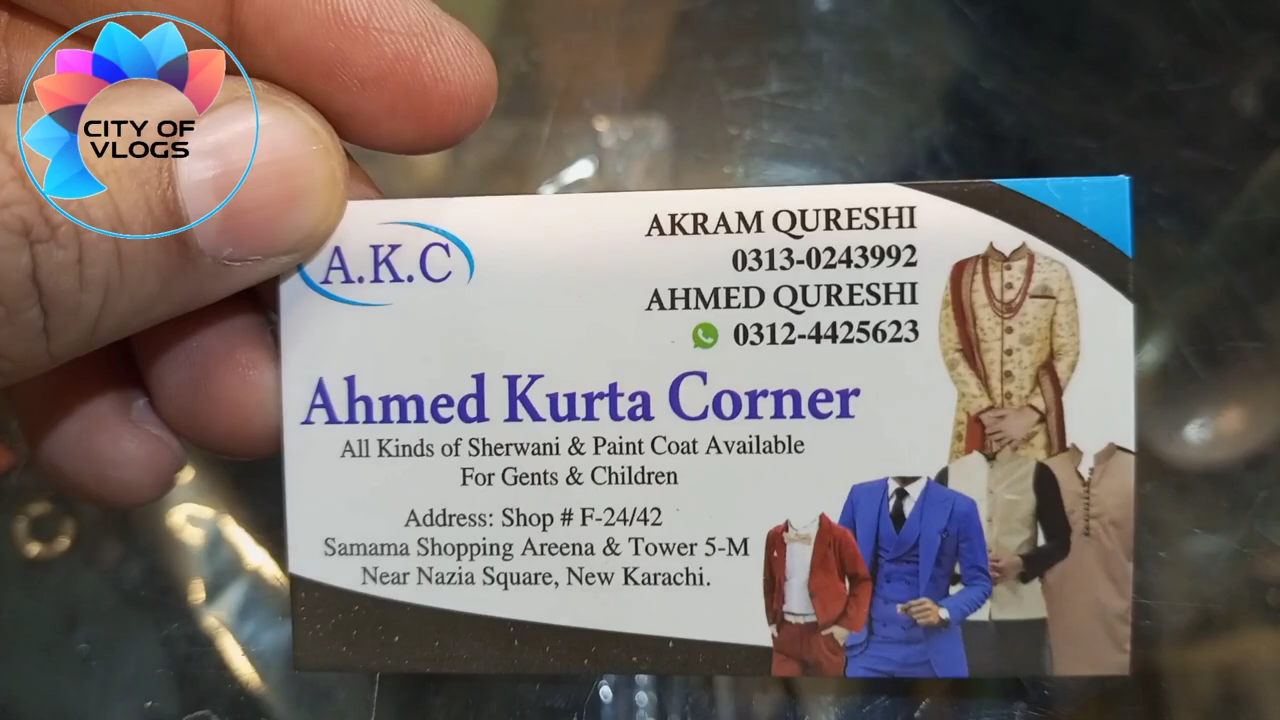 CITY OF
VLOGS
A.K.C
AKRAM QURESHI
0313-0243992
AHMED QURESHI
0312-4425623
Ahmed Kurta Corner
All Kinds of Sherwani & Paint Coat Available
For Gents & Children
Address: Shop # F-24/42
Samama Shopping Areena & Tower 5-M
Near Nazia Square, New Karachi.